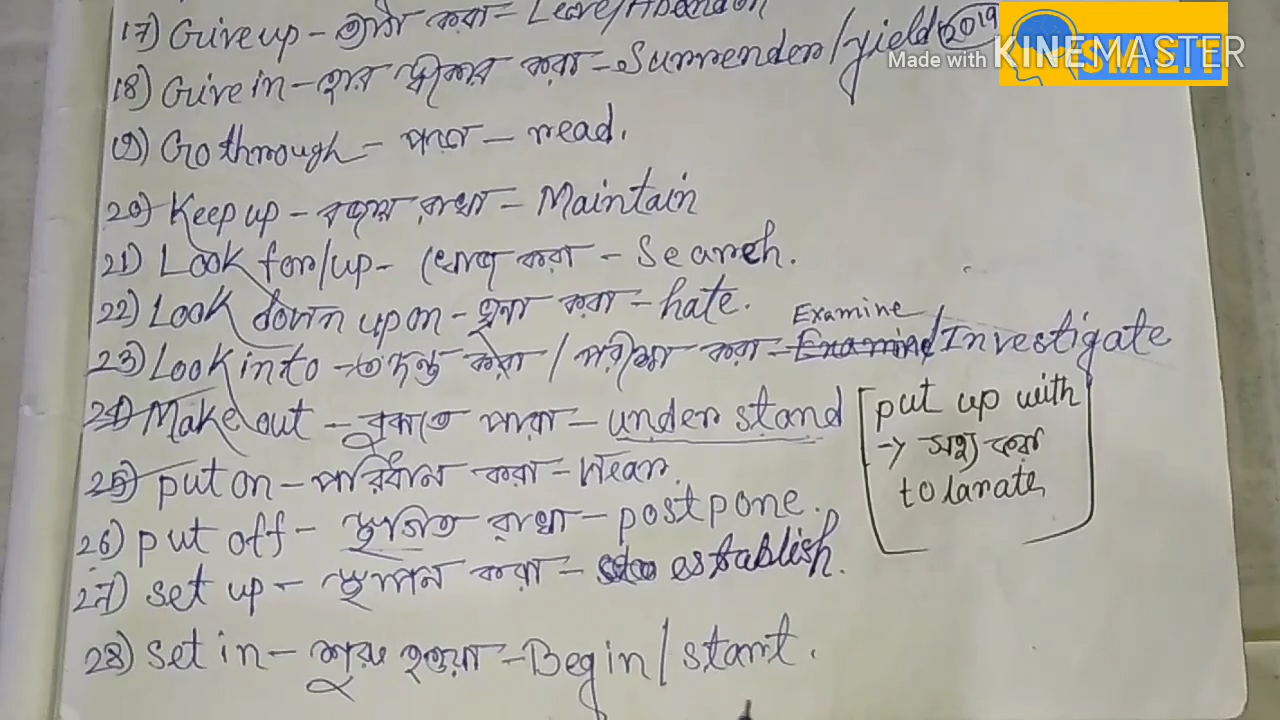 17) Give up - ত্যাগ করা - Leave/Abandon
18) Give in - হার স্বীকার করা - Surrender/yield 2019
Made with KINEMASTER
19) Go through - পড়া - read.
20) Keep up - বজায় রাখা - Maintain
21) Look for/up - খোঁজ করা - Search.
22) Look down upon - ঘৃনা করা - hate.
Examine
23) Look into - তদন্ত করা / পরীক্ষা করা - Examine/Investigate
24) Make out - বুঝতে পারা - under stand
25) put on - পরিধান করা - Wear.
26) put off - স্থগিত রাখা - postpone.
27) set up - স্থাপন করা - establish.
28) set in - শুরু হওয়া - Begin / start.
[put up with
→ সহ্য করা
tolarate]